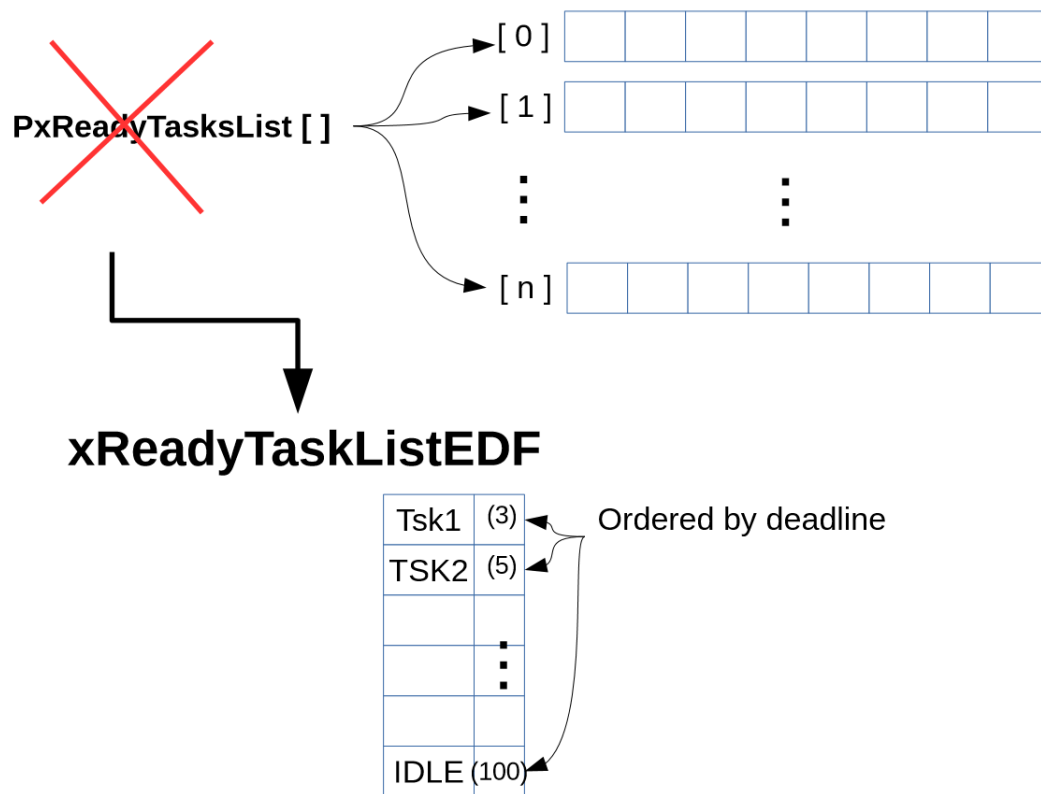 [ 0 ]
[ 1 ]
PxReadyTasksList [ ]
[ n ]
xReadyTaskListEDF
Tsk1 (3)
Ordered by deadline
TSK2 (5)
IDLE (100)